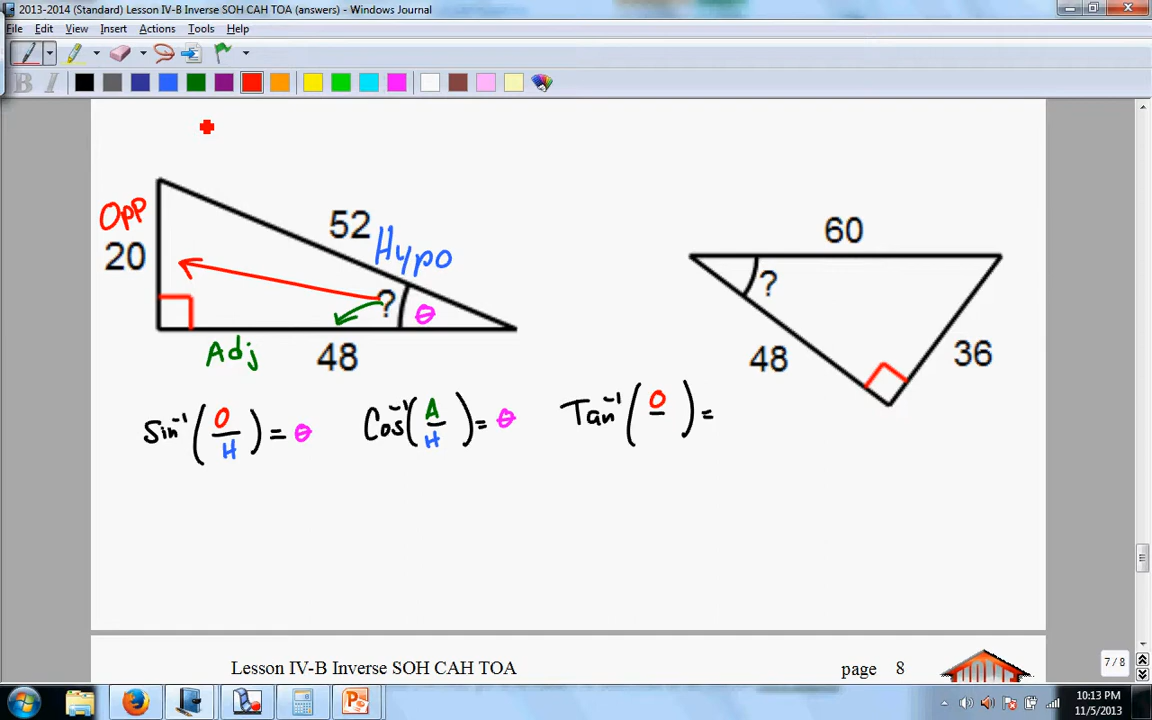 2013-2014 (Standard) Lesson IV-B Inverse SOH CAH TOA (answers) - Windows Journal
File Edit View Insert Actions Tools Help
B I
Opp
20
52
Hypo
?
θ
Adj
48
60
?
48
36
Sin⁻¹(O/H) = θ
Cos⁻¹(A/H) = θ
Tan⁻¹(O/ ) =
Lesson IV-B Inverse SOH CAH TOA page 8
7 / 8
10:13 PM
11/5/2013